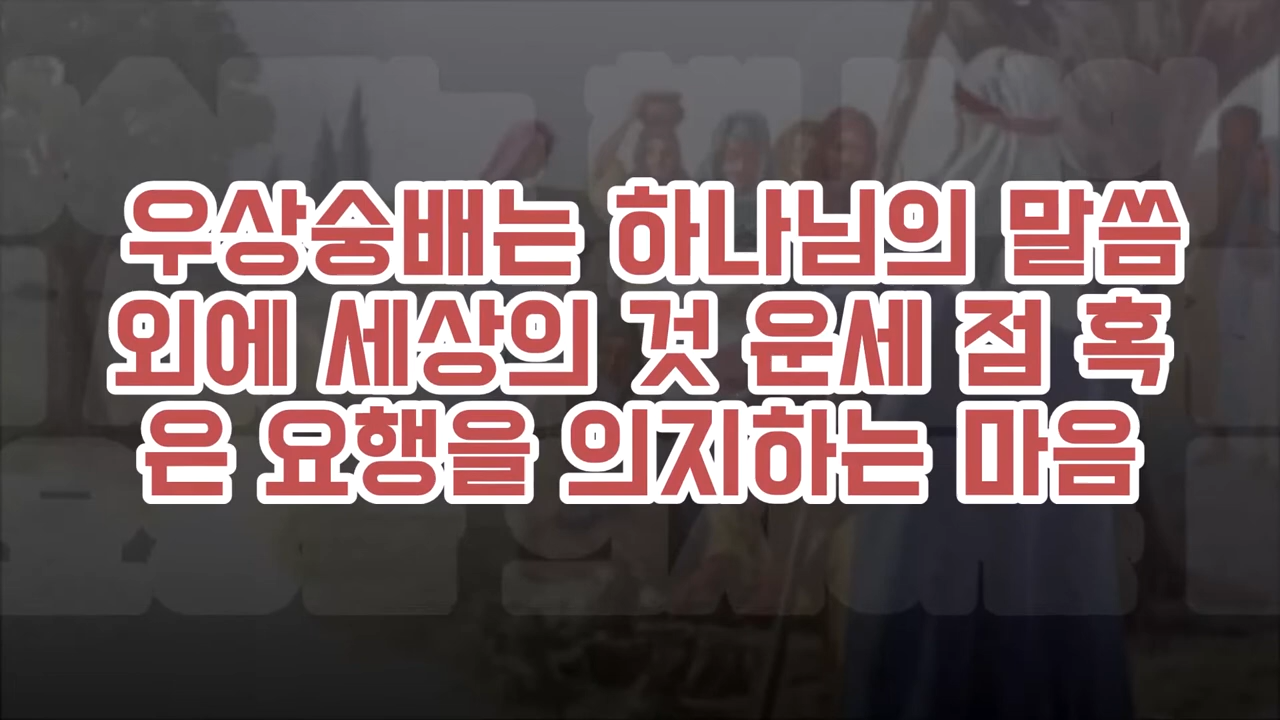 우상숭배는 하나님의 말씀
외에 세상의 것 운세 점 혹
은 요행을 의지하는 마음